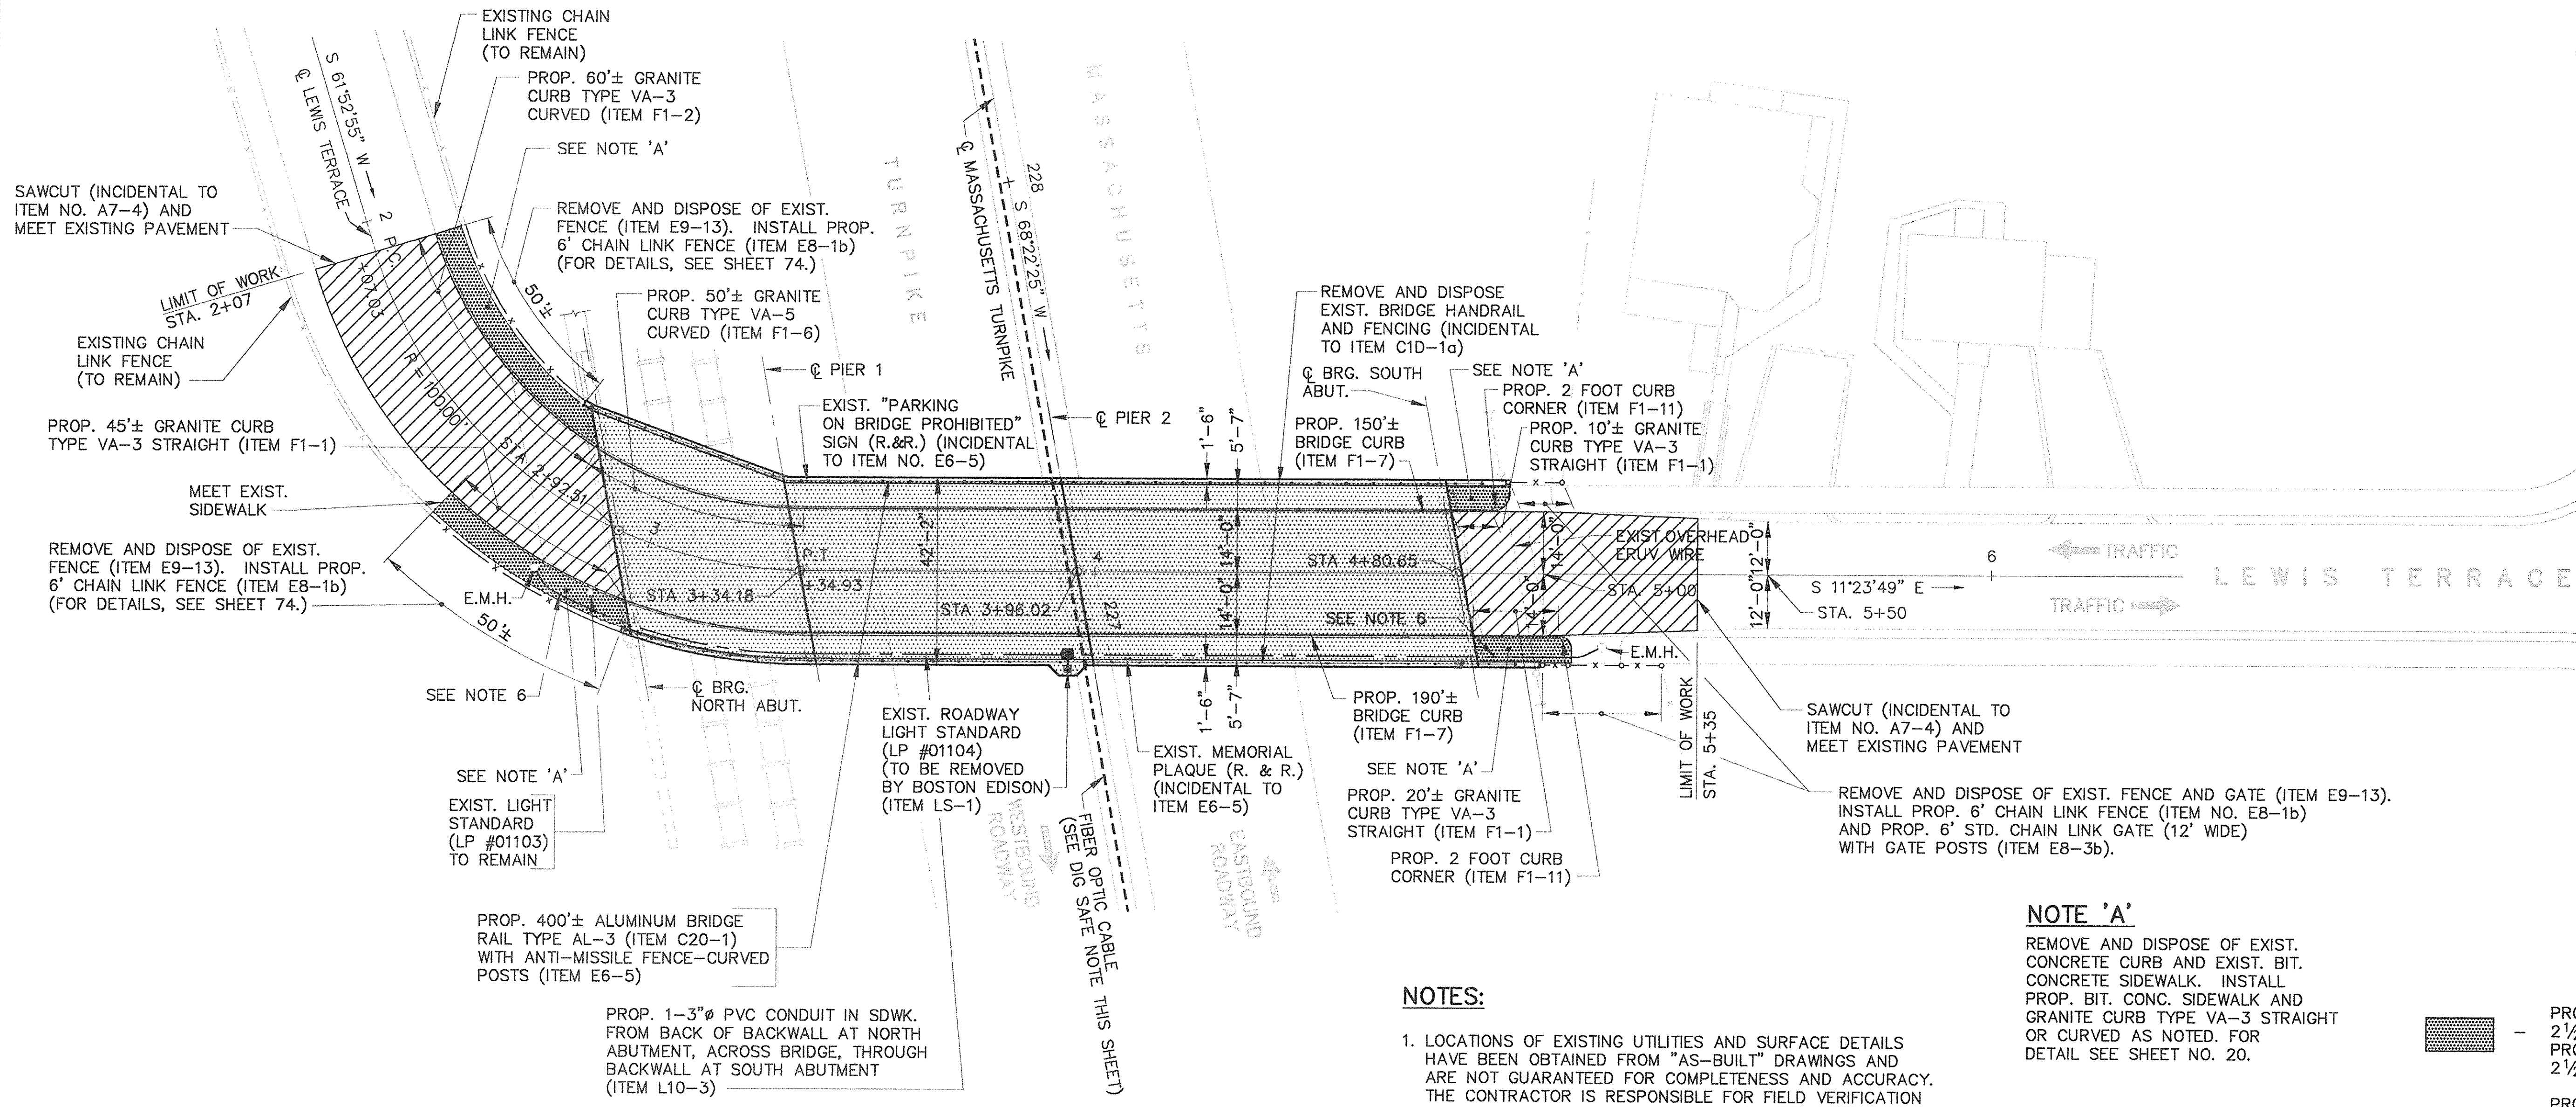 EXISTING CHAIN
LINK FENCE
(TO REMAIN)
PROP. 60'± GRANITE
CURB TYPE VA-3
CURVED (ITEM F1-2)
SEE NOTE 'A'
S 61°52'55" W
℄ LEWIS TERRACE
2
P.C.
+07.03
SAWCUT (INCIDENTAL TO
ITEM NO. A7-4) AND
MEET EXISTING PAVEMENT
REMOVE AND DISPOSE OF EXIST.
FENCE (ITEM E9-13). INSTALL PROP.
6' CHAIN LINK FENCE (ITEM E8-1b)
(FOR DETAILS, SEE SHEET 74.)
50'±
LIMIT OF WORK
STA. 2+07
EXISTING CHAIN
LINK FENCE
(TO REMAIN)
PROP. 50'± GRANITE
CURB TYPE VA-5
CURVED (ITEM F1-6)
R = 100.00'
STA 2+92.51
3
PROP. 45'± GRANITE CURB
TYPE VA-3 STRAIGHT (ITEM F1-1)
MEET EXIST.
SIDEWALK
REMOVE AND DISPOSE OF EXIST.
FENCE (ITEM E9-13). INSTALL PROP.
6' CHAIN LINK FENCE (ITEM E8-1b)
(FOR DETAILS, SEE SHEET 74.)
50'±
E.M.H.
SEE NOTE 6
SEE NOTE 'A'
EXIST. LIGHT
STANDARD
(LP #01103)
TO REMAIN
TURNPIKE
MASSACHUSETTS
℄ MASSACHUSETTS TURNPIKE
228
S 68°22'25" W
℄ PIER 1
℄ PIER 2
EXIST. "PARKING
ON BRIDGE PROHIBITED"
SIGN (R.&R.) (INCIDENTAL
TO ITEM NO. E6-5)
REMOVE AND DISPOSE
EXIST. BRIDGE HANDRAIL
AND FENCING (INCIDENTAL
TO ITEM C1D-1a)
℄ BRG. SOUTH
ABUT.
SEE NOTE 'A'
PROP. 2 FOOT CURB
CORNER (ITEM F1-11)
PROP. 150'±
BRIDGE CURB
(ITEM F1-7)
PROP. 10'± GRANITE
CURB TYPE VA-3
STRAIGHT (ITEM F1-1)
1'-6"
5'-7"
42'-2"
14'-0"
14'-0"
P.T.
+34.93
STA 3+34.18
STA 3+96.02
4
227
STA 4+80.65
SEE NOTE 6
EXIST.OVERHEAD
ERUV WIRE
14'-0"
14'-0"
STA. 5+00
12'-0"
12'-0"
S 11°23'49" E
STA. 5+50
6
TRAFFIC
TRAFFIC
LEWIS TERRACE
E.M.H.
℄ BRG.
NORTH ABUT.
EXIST. ROADWAY
LIGHT STANDARD
(LP #01104)
(TO BE REMOVED
BY BOSTON EDISON)
(ITEM LS-1)
1'-6"
5'-7"
EXIST. MEMORIAL
PLAQUE (R. & R.)
(INCIDENTAL TO
ITEM E6-5)
PROP. 190'±
BRIDGE CURB
(ITEM F1-7)
SEE NOTE 'A'
PROP. 20'± GRANITE
CURB TYPE VA-3
STRAIGHT (ITEM F1-1)
PROP. 2 FOOT CURB
CORNER (ITEM F1-11)
LIMIT OF WORK
STA. 5+35
SAWCUT (INCIDENTAL TO
ITEM NO. A7-4) AND
MEET EXISTING PAVEMENT
REMOVE AND DISPOSE OF EXIST. FENCE AND GATE (ITEM E9-13).
INSTALL PROP. 6' CHAIN LINK FENCE (ITEM NO. E8-1b)
AND PROP. 6' STD. CHAIN LINK GATE (12' WIDE)
WITH GATE POSTS (ITEM E8-3b).
WESTBOUND
ROADWAY
EASTBOUND
ROADWAY
FIBER OPTIC CABLE
(SEE DIG SAFE NOTE THIS SHEET)
PROP. 400'± ALUMINUM BRIDGE
RAIL TYPE AL-3 (ITEM C20-1)
WITH ANTI-MISSILE FENCE-CURVED
POSTS (ITEM E6-5)
PROP. 1-3"ø PVC CONDUIT IN SDWK.
FROM BACK OF BACKWALL AT NORTH
ABUTMENT, ACROSS BRIDGE, THROUGH
BACKWALL AT SOUTH ABUTMENT
(ITEM L10-3)
NOTES:
1. LOCATIONS OF EXISTING UTILITIES AND SURFACE DETAILS
HAVE BEEN OBTAINED FROM "AS-BUILT" DRAWINGS AND
ARE NOT GUARANTEED FOR COMPLETENESS AND ACCURACY.
THE CONTRACTOR IS RESPONSIBLE FOR FIELD VERIFICATION
NOTE 'A'
REMOVE AND DISPOSE OF EXIST.
CONCRETE CURB AND EXIST. BIT.
CONCRETE SIDEWALK. INSTALL
PROP. BIT. CONC. SIDEWALK AND
GRANITE CURB TYPE VA-3 STRAIGHT
OR CURVED AS NOTED. FOR
DETAIL SEE SHEET NO. 20.